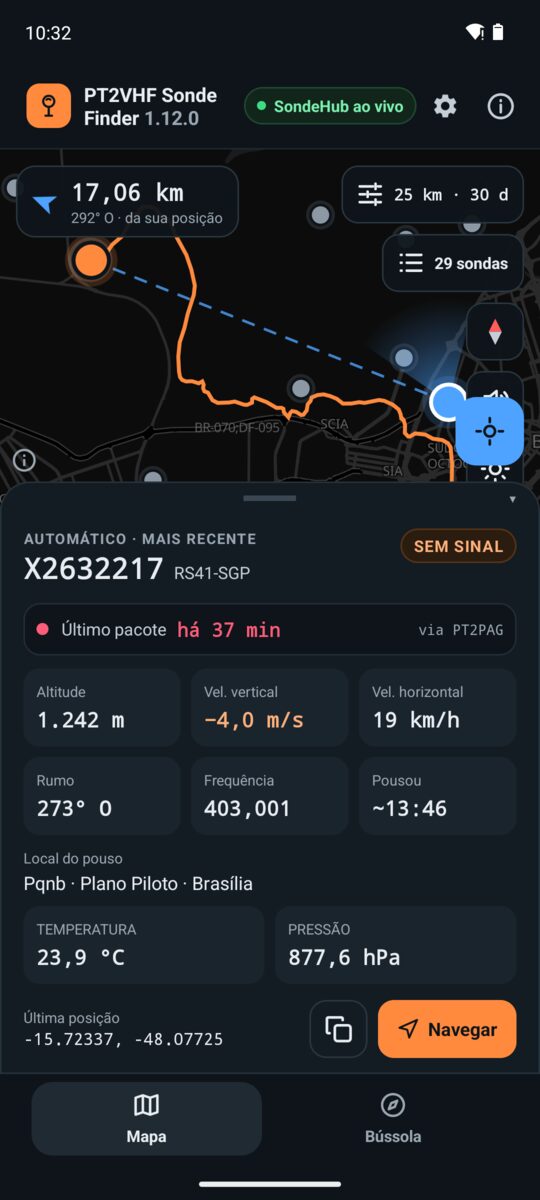 10:32
PT2VHF Sonde
Finder 1.12.0
SondeHub ao vivo
17,06 km
292° O · da sua posição
25 km · 30 d
29 sondas
BR-070;DF-095
SCIA
SIA
AUTOMÁTICO · MAIS RECENTE
X2632217 RS41-SGP
SEM SINAL
Último pacote há 37 min
via PT2PAG
Altitude
1.242 m
Vel. vertical
−4,0 m/s
Vel. horizontal
19 km/h
Rumo
273° O
Frequência
403,001
Pousou
~13:46
Local do pouso
Pqnb · Plano Piloto · Brasília
TEMPERATURA
23,9 °C
PRESSÃO
877,6 hPa
Última posição
-15.72337, -48.07725
Navegar
Mapa
Bússola